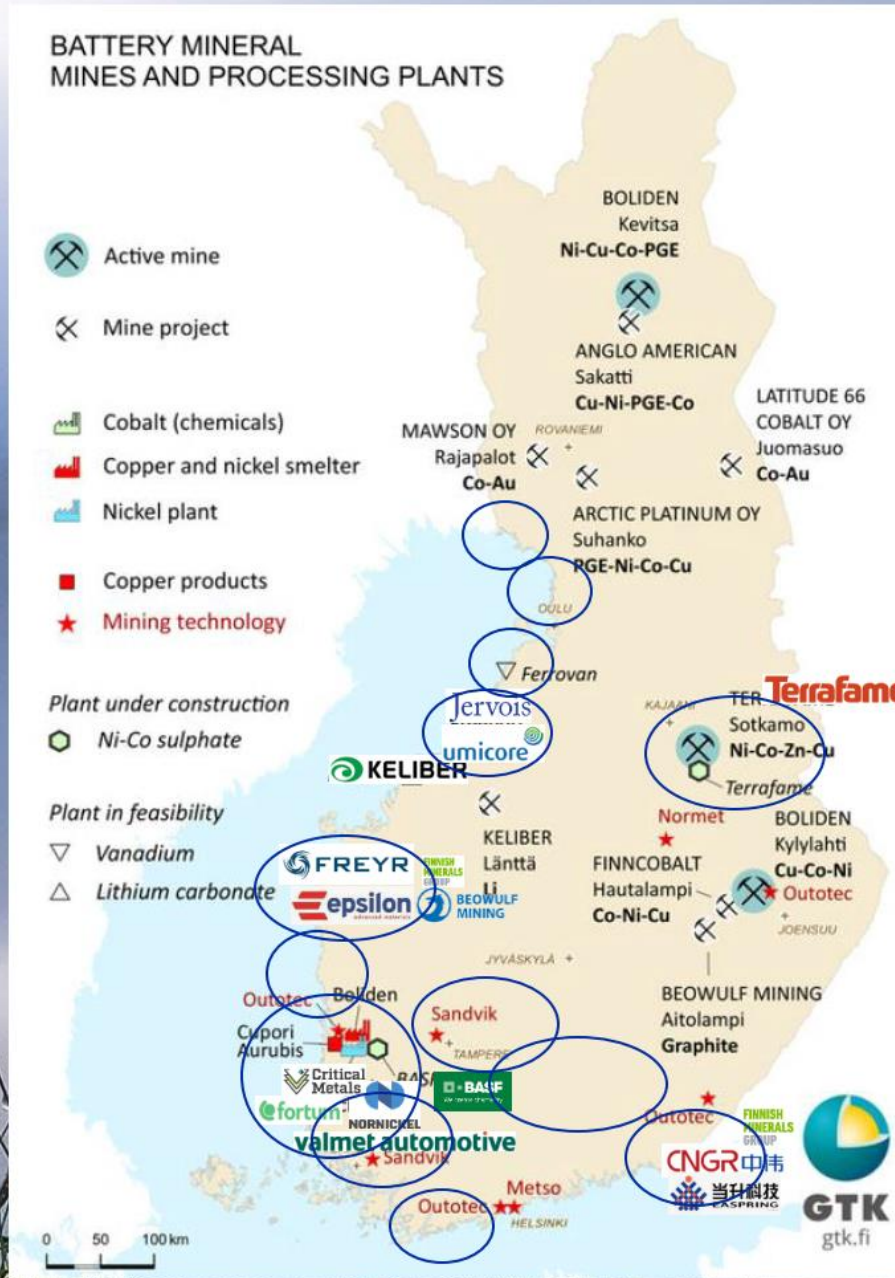 BATTERY MINERAL
MINES AND PROCESSING PLANTS
Active mine
Mine project
Cobalt (chemicals)
Copper and nickel smelter
Nickel plant
Copper products
Mining technology
Plant under construction
Ni-Co sulphate
Plant in feasibility
Vanadium
Lithium carbonate
BOLIDEN
Kevitsa
Ni-Cu-Co-PGE
ANGLO AMERICAN
Sakatti
Cu-Ni-PGE-Co
LATITUDE 66
COBALT OY
Juomasuo
Co-Au
MAWSON OY
Rajapalot
Co-Au
ROVANIEMI
ARCTIC PLATINUM OY
Suhanko
PGE-Ni-Co-Cu
OULU
Ferrovan
Jervois
umicore
KELIBER
KAJAANI
Terrafame
Sotkamo
Ni-Co-Zn-Cu
Terrafame
Normet
KELIBER
Länttä
Li
BOLIDEN
Kylylahti
Cu-Co-Ni
FINNCOBALT
Hautalampi
Co-Ni-Cu
Outotec
JOENSUU
FREYR
FINNISH
MINERALS
GROUP
epsilon
advanced materials
BEOWULF
MINING
JYVÄSKYLÄ
BEOWULF MINING
Aitolampi
Graphite
Outotec
Boliden
Cupori
Aurubis
Sandvik
TAMPERE
Critical
Metals
BASF
fortum
NORNICKEL
valmet automotive
Sandvik
Outotec
FINNISH
MINERALS
GROUP
CNGR中伟
当升科技
EASPRING
Outotec
Metso
HELSINKI
GTK
gtk.fi
0 50 100 km